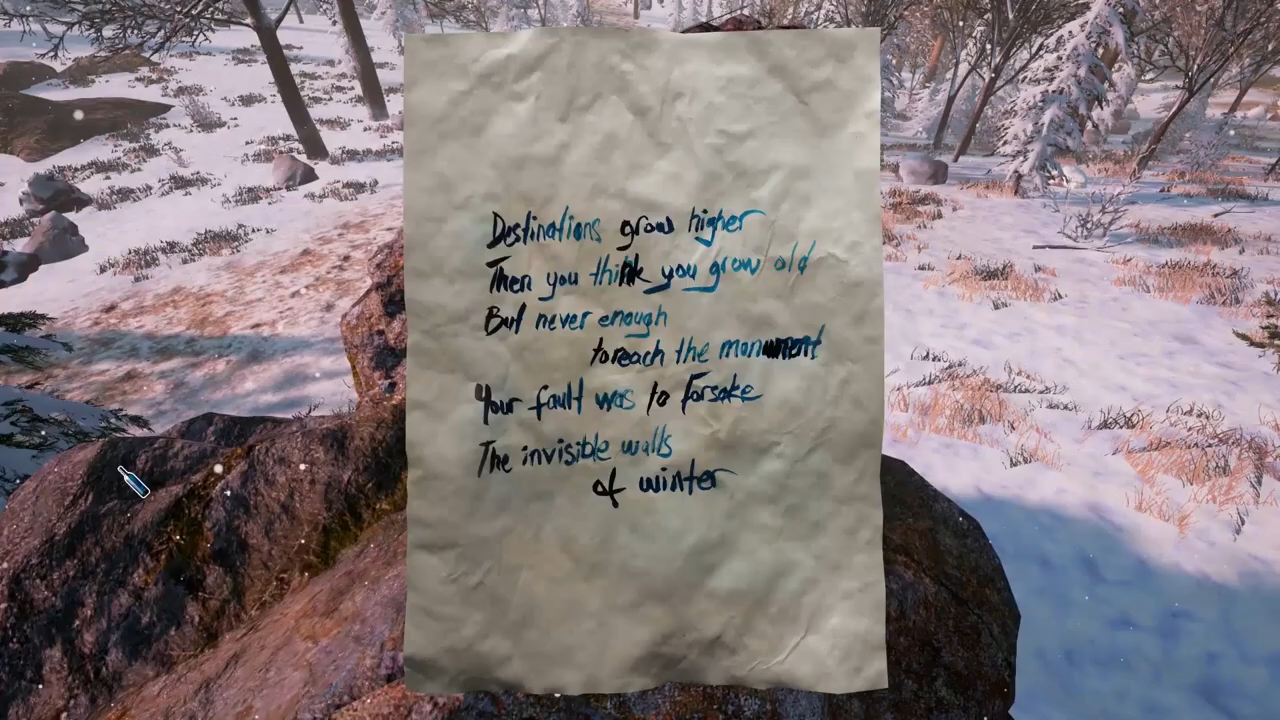 Destinations grow higher
Then you think you grow old
But never enough
to reach the monument
Your fault was to forsake
The invisible walls
of winter